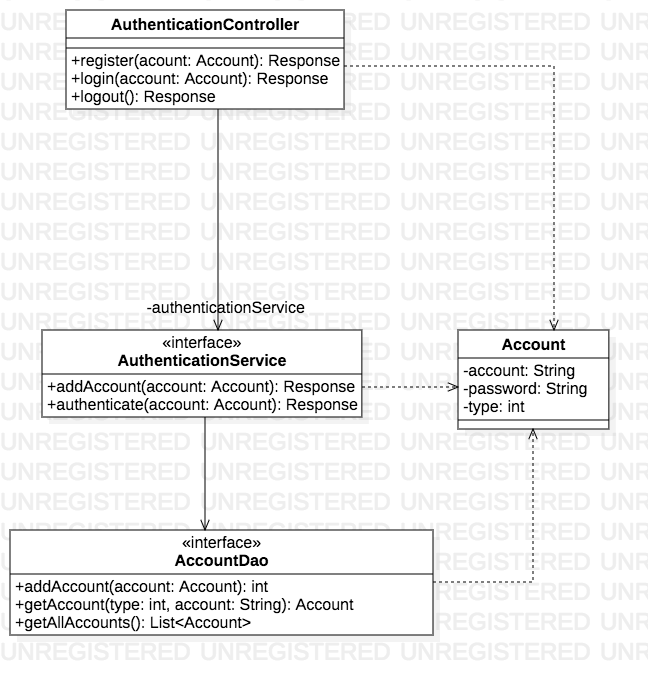 AuthenticationController
+register(acount: Account): Response
+login(account: Account): Response
+logout(): Response
-authenticationService
«interface»
AuthenticationService
+addAccount(account: Account): Response
+authenticate(account: Account): Response
Account
-account: String
-password: String
-type: int
«interface»
AccountDao
+addAccount(account: Account): int
+getAccount(type: int, account: String): Account
+getAllAccounts(): List<Account>
UNREGISTERED